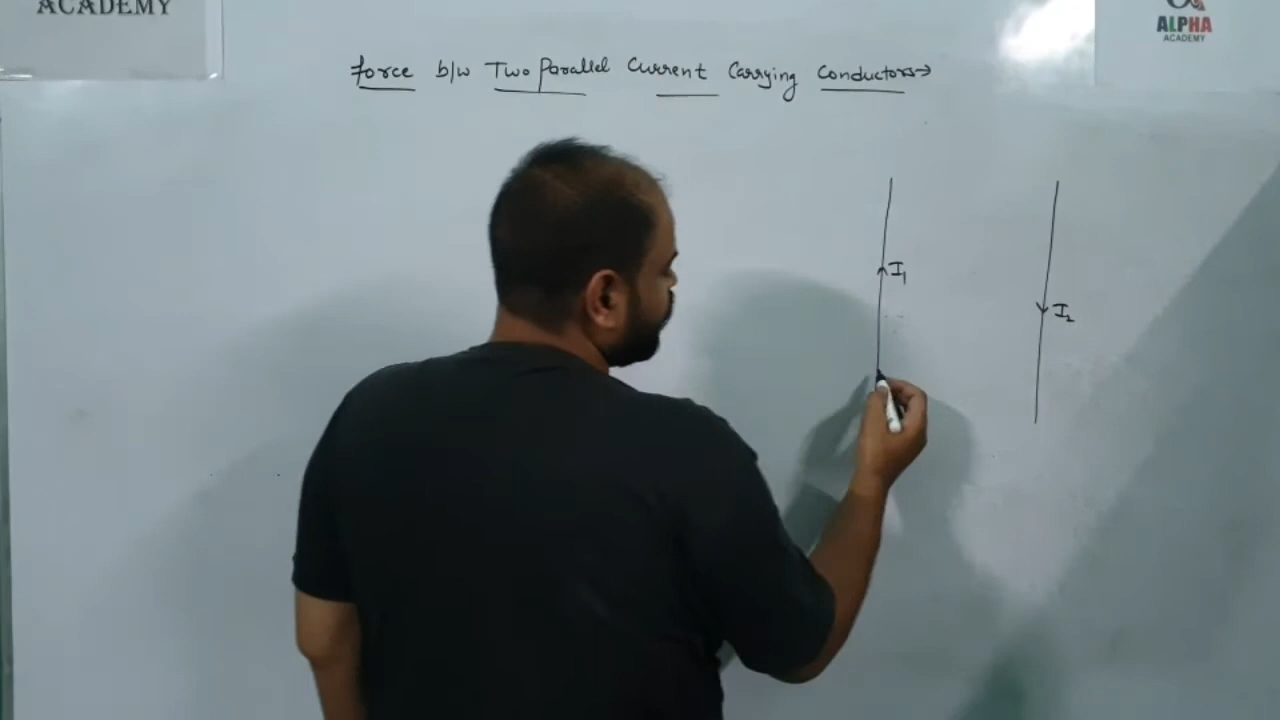 ACADEMY
ALPHA
ACADEMY
force b/w Two Parallel Current Carrying Conductors→
I₁
I₂